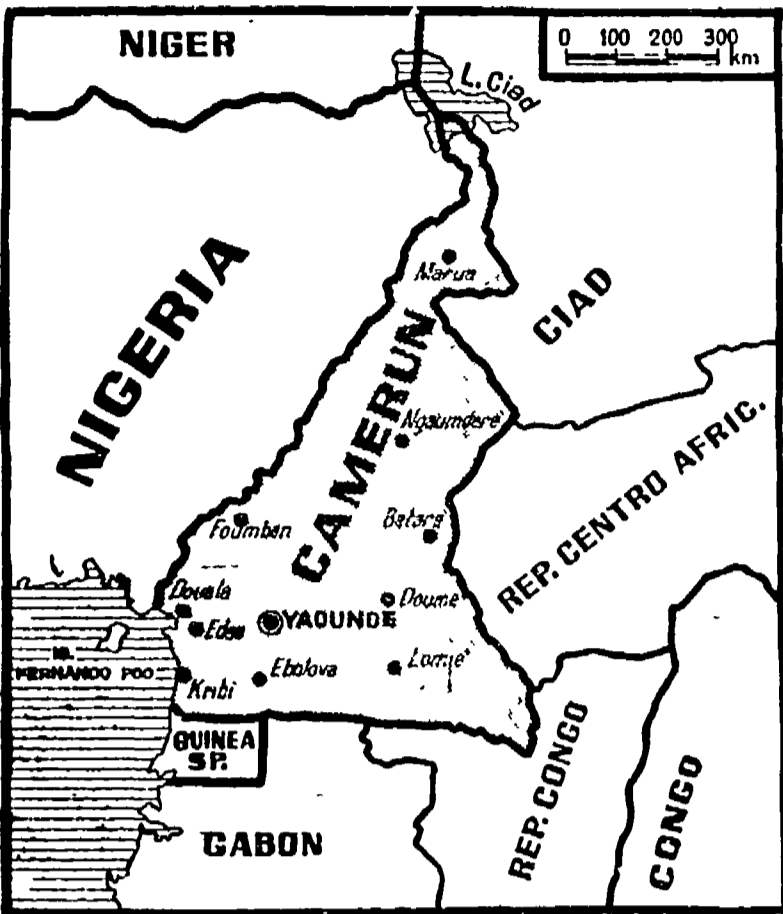 NIGER
0 100 200 300
km
L. Ciad
NIGERIA
Marua
CIAD
CAMERUN
Ngaundere
REP. CENTRO AFRIC.
Foumban
Betare
Douala
Doume
Edea
YAOUNDE
FERNANDO POO
Lomie
Kribi
Ebolova
GUINEA
SP.
GABON
REP. CONGO
CONGO